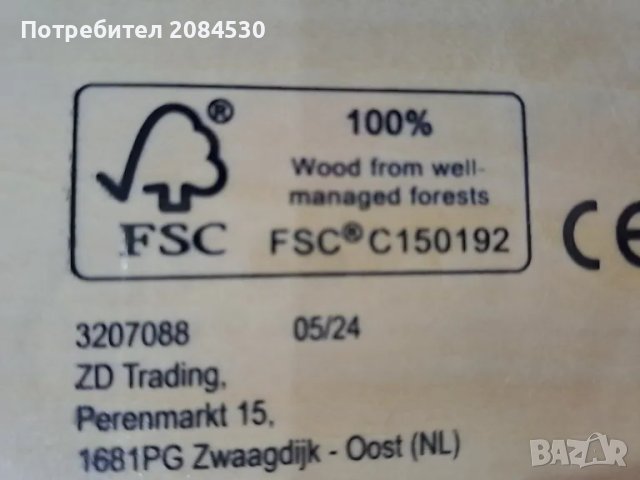 Потребител 2084530
®
100%
Wood from well-
managed forests
FSC
FSC® C150192
CE
3207088 05/24
ZD Trading,
Perenmarkt 15,
1681PG Zwaagdijk - Oost (NL)
BAZAR